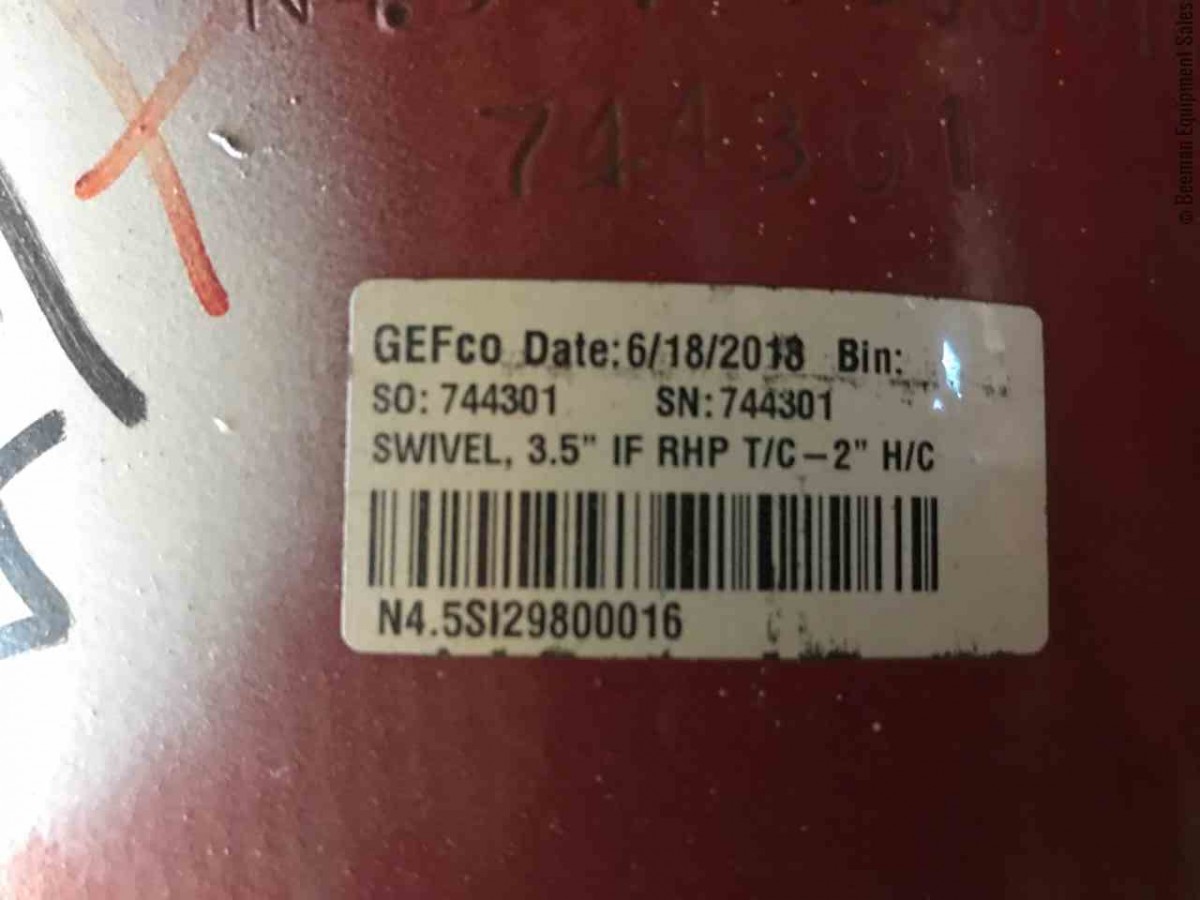 744301
GEFco Date: 6/18/2018 Bin:
SO: 744301 SN: 744301
SWIVEL, 3.5" IF RHP T/C-2" H/C
N4.5SI29800016
© Beeman Equipment Sales